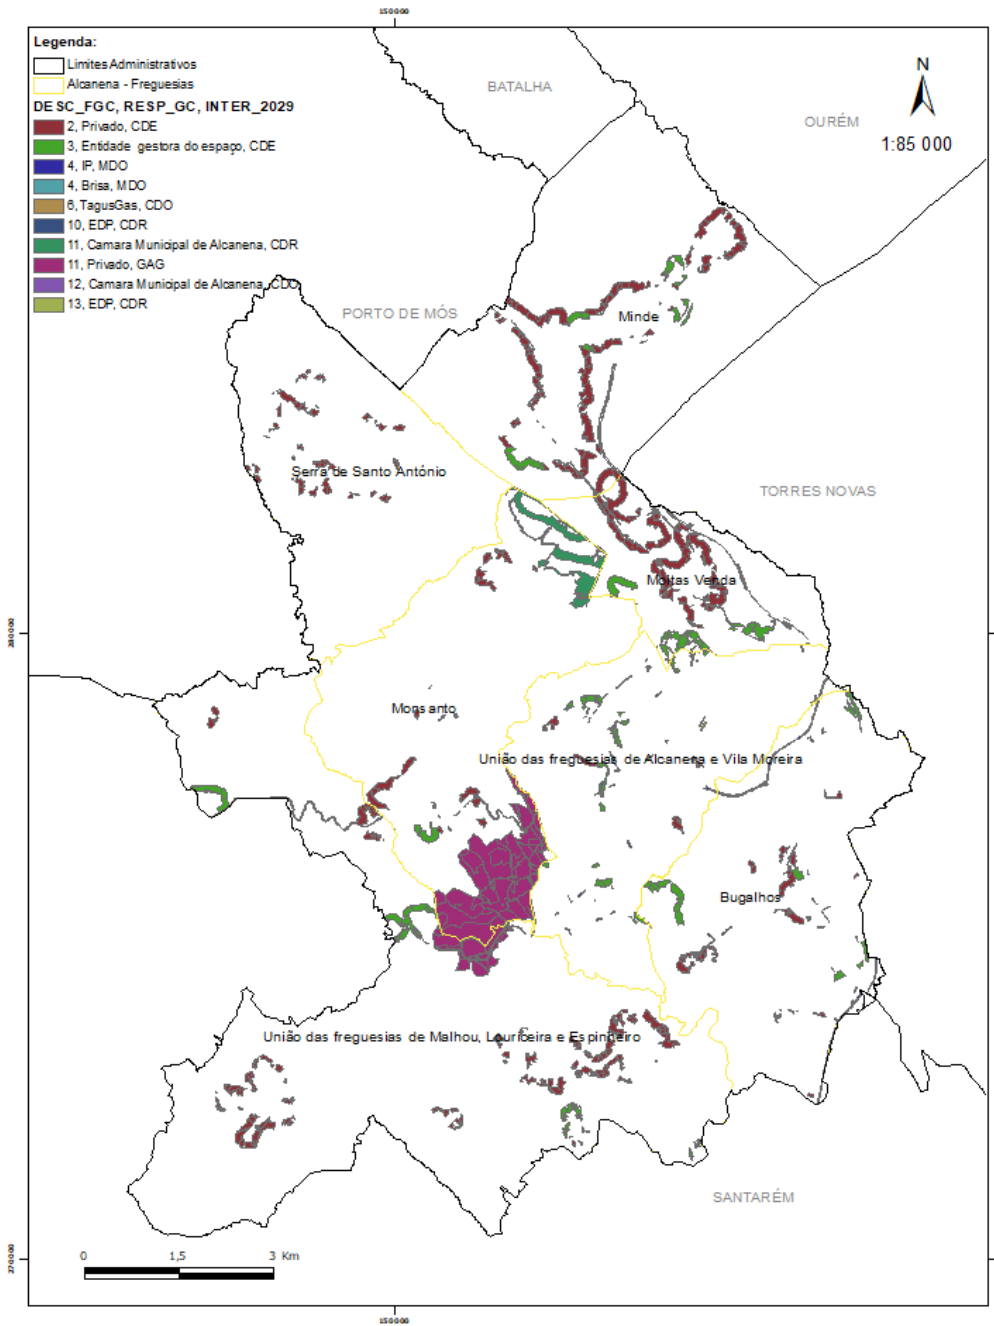 150000
Legenda:
Limites Administrativos
Alcanena - Freguesias
DESC_FGC, RESP_GC, INTER_2029
2, Privado, CDE
3, Entidade gestora do espaço, CDE
4, IP, MDO
4, Brisa, MDO
6, TagusGas, CDO
10, EDP, CDR
11, Camara Municipal de Alcanena, CDR
11, Privado, GAG
12, Camara Municipal de Alcanena, CDO
13, EDP, CDR
N
1:85 000
BATALHA
OURÉM
PORTO DE MÓS
Minde
Serra de Santo António
TORRES NOVAS
Moitas Venda
280000
Monsanto
União das freguesias de Alcanena e Vila Moreira
Bugalhos
União das freguesias de Malhou, Louriceira e Espinheiro
SANTARÉM
270000
0 1,5 3 Km
150000